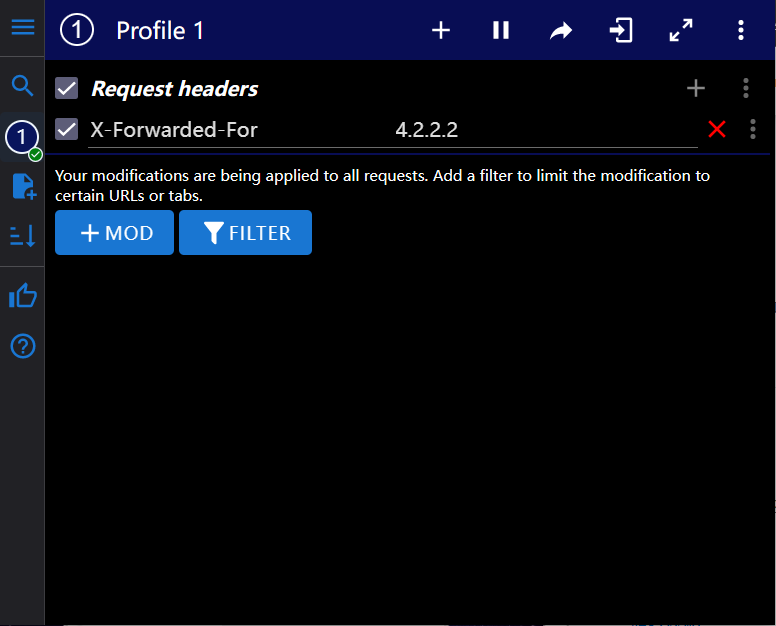 1 Profile 1
Request headers
1
X-Forwarded-For 4.2.2.2
Your modifications are being applied to all requests. Add a filter to limit the modification to
certain URLs or tabs.
+ MOD FILTER
?